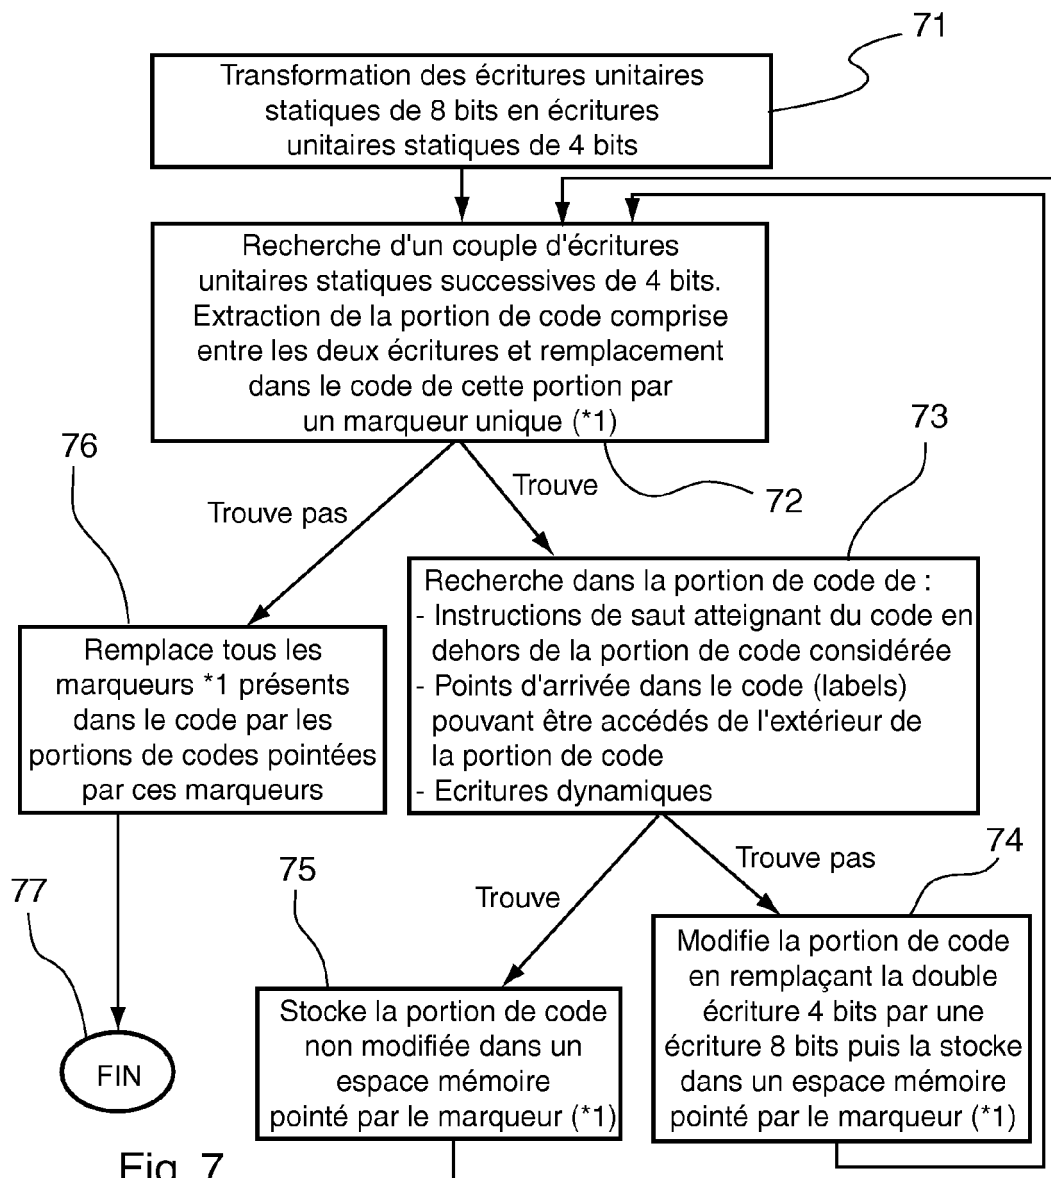 71
Transformation des écritures unitaires
statiques de 8 bits en écritures
unitaires statiques de 4 bits
Recherche d'un couple d'écritures
unitaires statiques successives de 4 bits.
Extraction de la portion de code comprise
entre les deux écritures et remplacement
dans le code de cette portion par
un marqueur unique (*1)
72
76
Trouve pas
Trouve
73
Remplace tous les
marqueurs *1 présents
dans le code par les
portions de codes pointées
par ces marqueurs
Recherche dans la portion de code de :
- Instructions de saut atteignant du code en
dehors de la portion de code considérée
- Points d'arrivée dans le code (labels)
pouvant être accédés de l'extérieur de
la portion de code
- Ecritures dynamiques
77
75
Trouve
Trouve pas
74
FIN
Stocke la portion de code
non modifiée dans un
espace mémoire
pointé par le marqueur (*1)
Modifie la portion de code
en remplaçant la double
écriture 4 bits par une
écriture 8 bits puis la stocke
dans un espace mémoire
pointé par le marqueur (*1)
Fig. 7